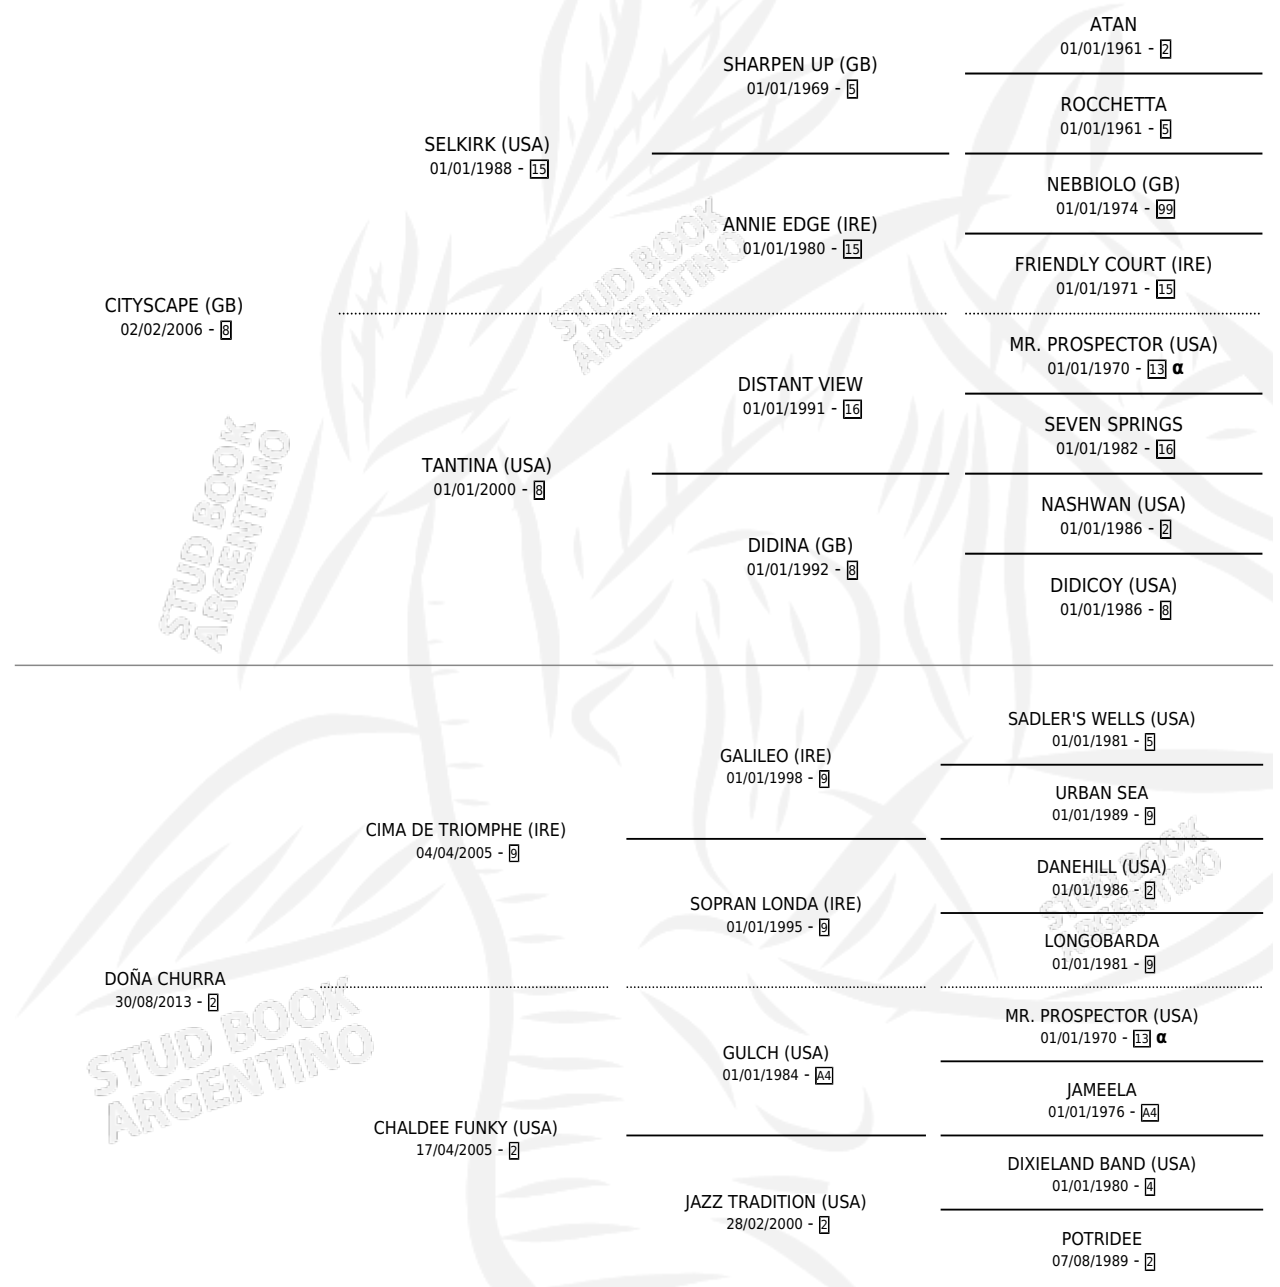 ATAN
01/01/1961 - 2
SHARPEN UP (GB)
01/01/1969 - 5
ROCCHETTA
01/01/1961 - 5
SELKIRK (USA)
01/01/1988 - 15
NEBBIOLO (GB)
01/01/1974 - 99
ANNIE EDGE (IRE)
01/01/1980 - 15
FRIENDLY COURT (IRE)
01/01/1971 - 15
CITYSCAPE (GB)
02/02/2006 - 8
MR. PROSPECTOR (USA)
01/01/1970 - 13 α
DISTANT VIEW
01/01/1991 - 16
SEVEN SPRINGS
01/01/1982 - 16
TANTINA (USA)
01/01/2000 - 8
NASHWAN (USA)
01/01/1986 - 2
DIDINA (GB)
01/01/1992 - 8
DIDICOY (USA)
01/01/1986 - 8
SADLER'S WELLS (USA)
01/01/1981 - 5
GALILEO (IRE)
01/01/1998 - 9
URBAN SEA
01/01/1989 - 9
CIMA DE TRIOMPHE (IRE)
04/04/2005 - 9
DANEHILL (USA)
01/01/1986 - 2
SOPRAN LONDA (IRE)
01/01/1995 - 9
LONGOBARDA
01/01/1981 - 9
DOÑA CHURRA
30/08/2013 - 2
MR. PROSPECTOR (USA)
01/01/1970 - 13 α
GULCH (USA)
01/01/1984 - A4
JAMEELA
01/01/1976 - A4
CHALDEE FUNKY (USA)
17/04/2005 - 2
DIXIELAND BAND (USA)
01/01/1980 - 4
JAZZ TRADITION (USA)
28/02/2000 - 2
POTRIDEE
07/08/1989 - 2
STUD BOOK
ARGENTINO
STUD BOOK
ARGENTINO
STUD BOOK
ARGENTINO
STUD BOOK
ARGENTINO